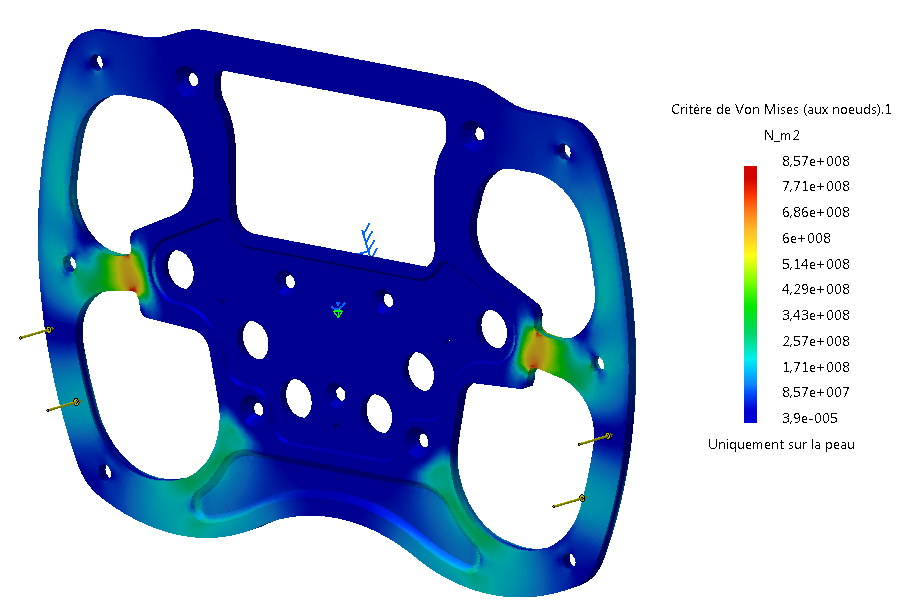 Critère de Von Mises (aux noeuds).1
N_m2
8,57e+008
7,71e+008
6,86e+008
6e+008
5,14e+008
4,29e+008
3,43e+008
2,57e+008
1,71e+008
8,57e+007
3,9e-005
Uniquement sur la peau